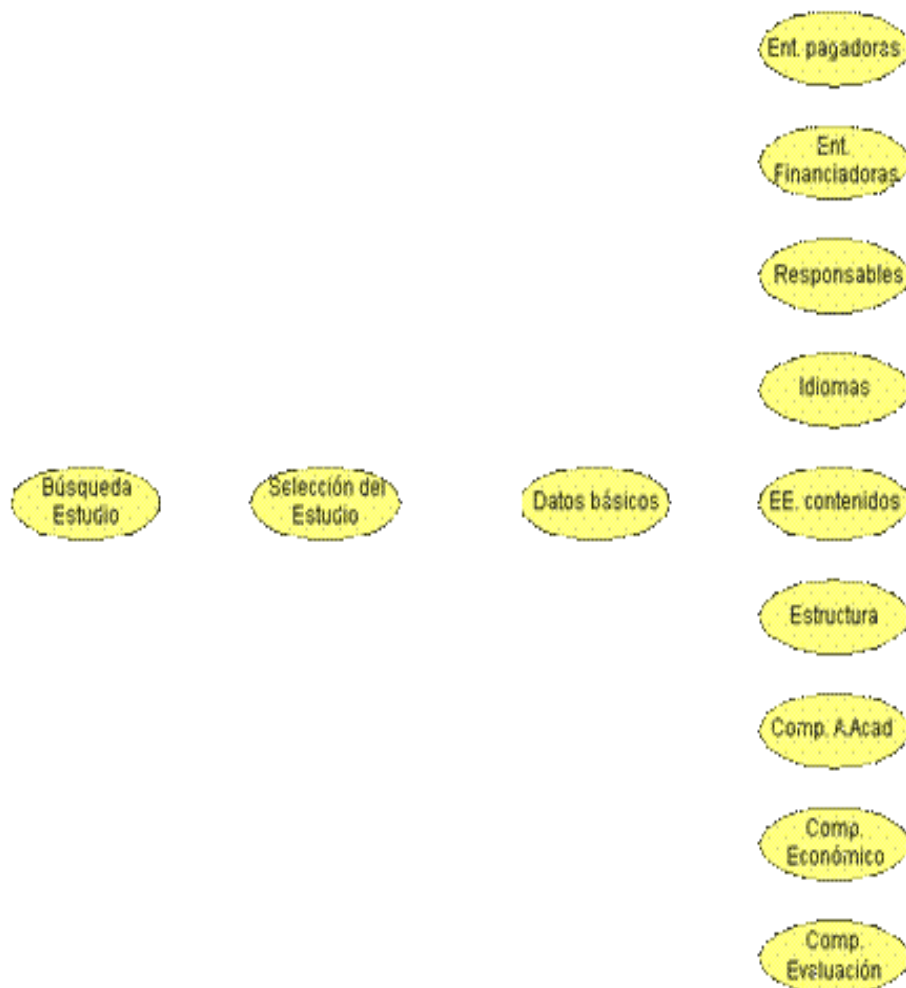 Ent. pagadoras
Ent.
Financiadoras
Responsables
Idiomas
Búsqueda
Estudio
Selección del
Estudio
Datos básicos
EE. contenidos
Estructura
Comp. A.Acad
Comp.
Económico
Comp.
Evaluación